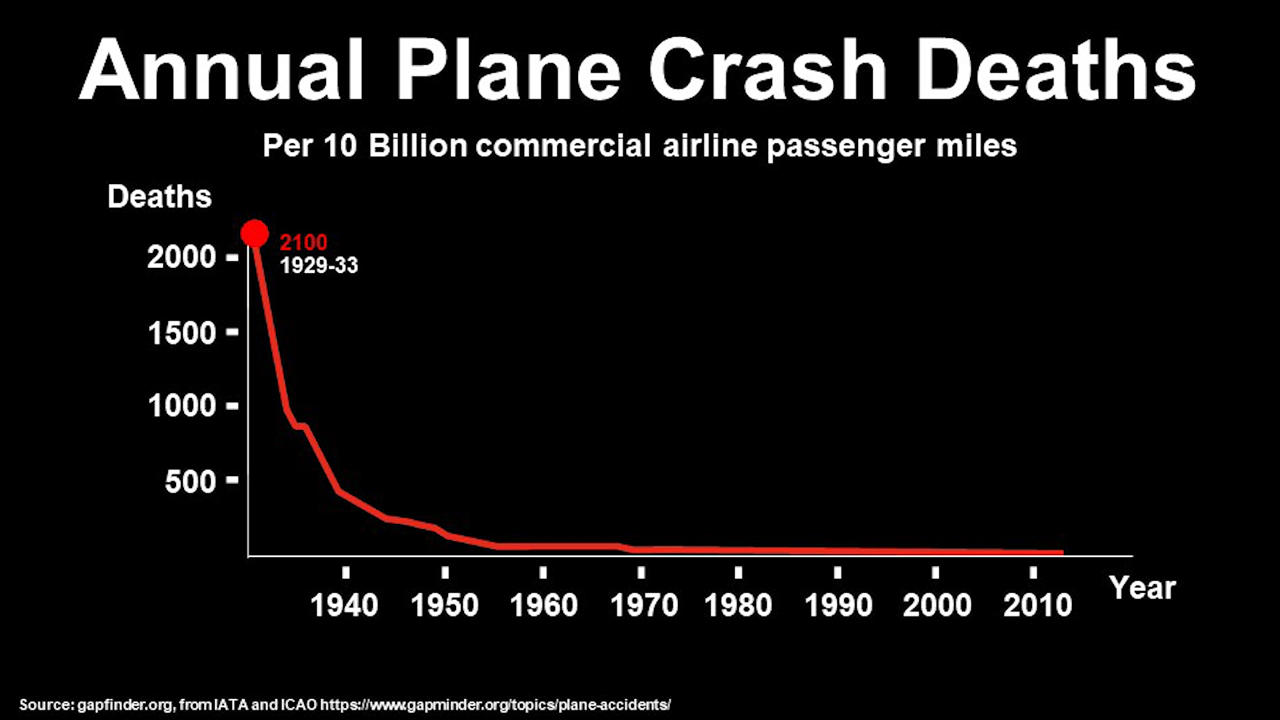 Annual Plane Crash Deaths
Per 10 Billion commercial airline passenger miles
Deaths
2100
1929-33
2000
1500
1000
500
1940 1950 1960 1970 1980 1990 2000 2010
Year
Source: gapfinder.org, from IATA and ICAO https://www.gapminder.org/topics/plane-accidents/